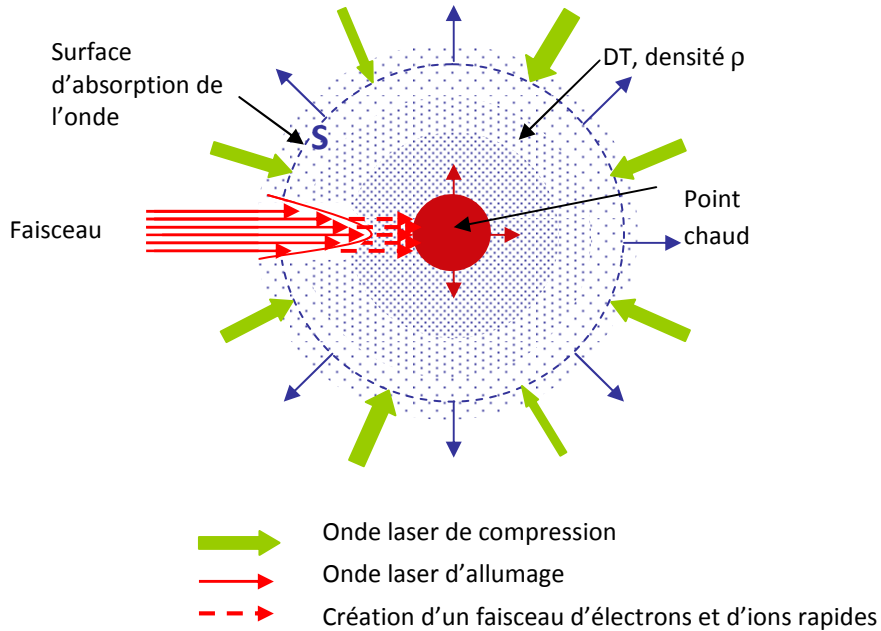 Surface
d’absorption de
l’onde
DT, densité ρ
S
Faisceau
Point
chaud
Onde laser de compression
Onde laser d’allumage
Création d’un faisceau d’électrons et d’ions rapides